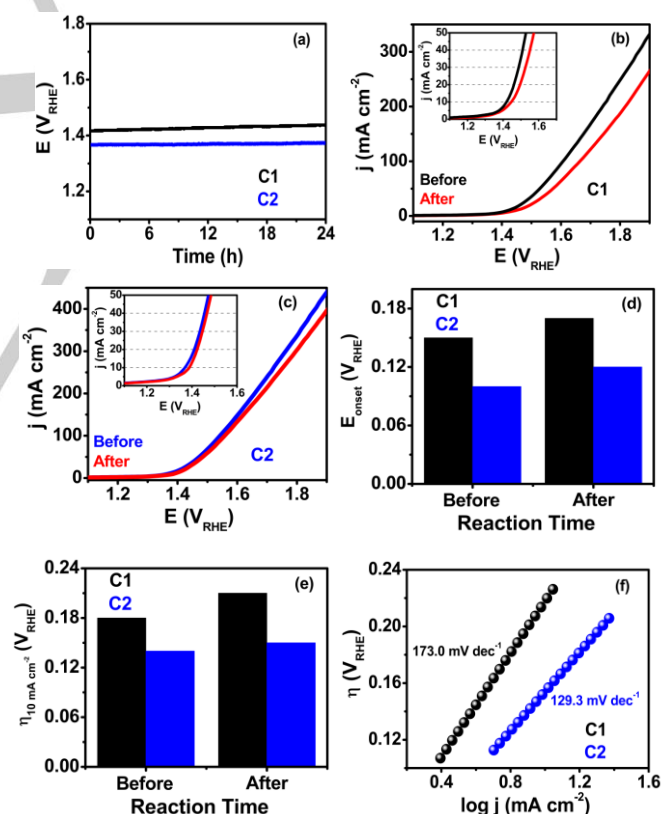 (a)
1.8
1.6
1.4
1.2
E (V_RHE)
C1
C2
0 6 12 18 24
Time (h)
(b)
300
200
100
0
j (mA cm⁻²)
50
40
30
20
10
0
j (mA cm⁻²)
1.2 1.4 1.6
E (V_RHE)
Before
After
C1
1.2 1.4 1.6 1.8
E (V_RHE)
(c)
400
300
200
100
0
j (mA cm⁻²)
50
40
30
20
10
0
j (mA cm⁻²)
1.2 1.4 1.6
E (V_RHE)
Before
After
C2
1.2 1.4 1.6 1.8
E (V_RHE)
(d)
0.18
0.12
0.06
0.00
E_onset (V_RHE)
C1
C2
Before After
Reaction Time
(e)
0.24
0.18
0.12
0.06
0.00
η_10 mA cm⁻² (V_RHE)
C1
C2
Before After
Reaction Time
(f)
0.24
0.20
0.16
0.12
η (V_RHE)
173.0 mV dec⁻¹
129.3 mV dec⁻¹
C1
C2
0.4 0.8 1.2 1.6
log j (mA cm⁻²)